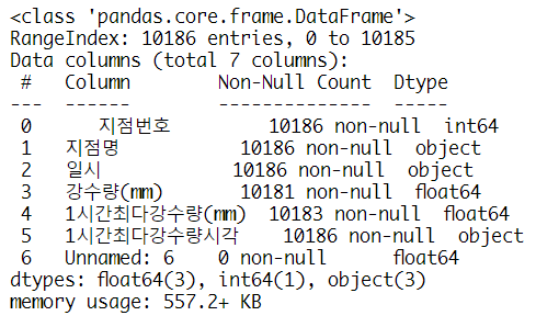 <class 'pandas.core.frame.DataFrame'>
RangeIndex: 10186 entries, 0 to 10185
Data columns (total 7 columns):
#   Column   Non-Null Count   Dtype
---  ------   --------------   -----
0   지점번호   10186 non-null   int64
1   지점명   10186 non-null   object
2   일시   10186 non-null   object
3   강수량(mm)   10181 non-null   float64
4   1시간최다강수량(mm)   10183 non-null   float64
5   1시간최다강수량시각   10186 non-null   object
6   Unnamed: 6   0 non-null   float64
dtypes: float64(3), int64(1), object(3)
memory usage: 557.2+ KB